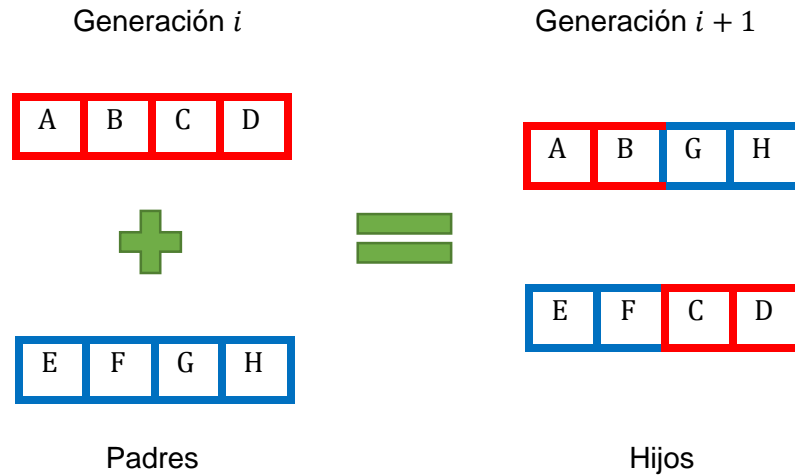 Generación i
Generación i + 1
A B C D
A B G H
E F C D
E F G H
Padres
Hijos